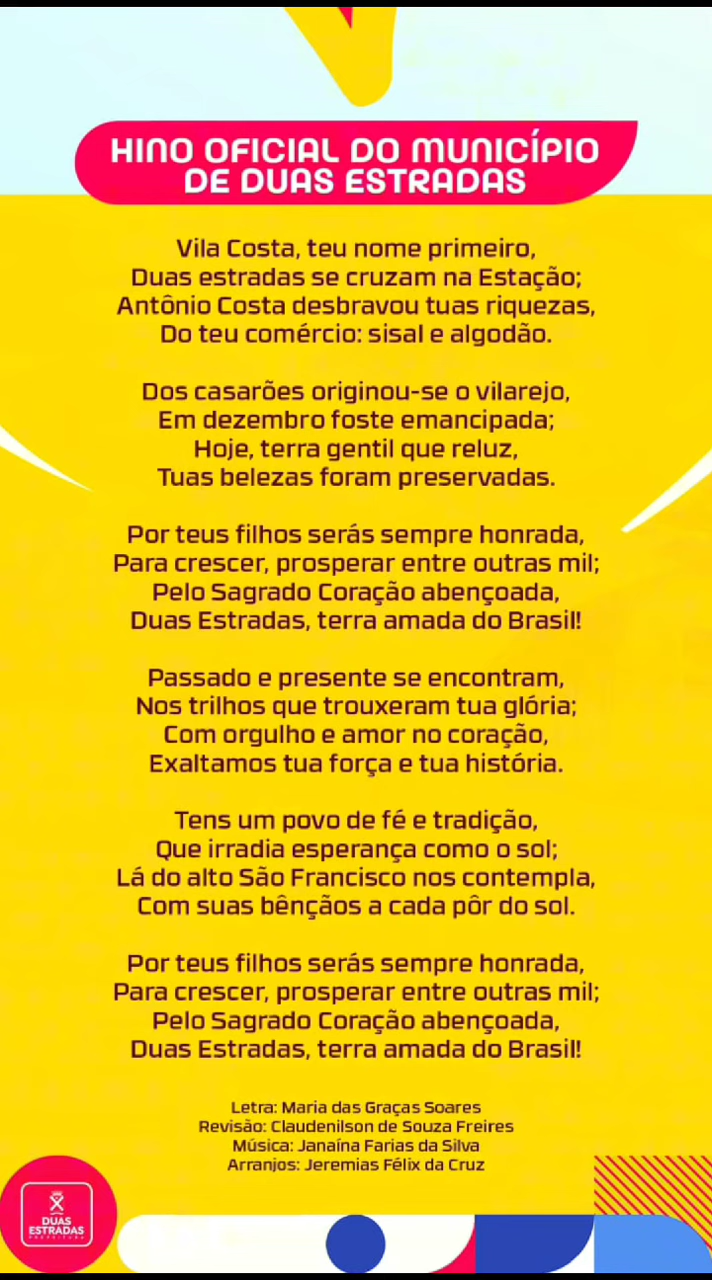 HINO OFICIAL DO MUNICÍPIO
DE DUAS ESTRADAS
Vila Costa, teu nome primeiro,
Duas estradas se cruzam na Estação;
Antônio Costa desbravou tuas riquezas,
Do teu comércio: sisal e algodão.
Dos casarões originou-se o vilarejo,
Em dezembro foste emancipada;
Hoje, terra gentil que reluz,
Tuas belezas foram preservadas.
Por teus filhos serás sempre honrada,
Para crescer, prosperar entre outras mil;
Pelo Sagrado Coração abençoada,
Duas Estradas, terra amada do Brasil!
Passado e presente se encontram,
Nos trilhos que trouxeram tua glória;
Com orgulho e amor no coração,
Exaltamos tua força e tua história.
Tens um povo de fé e tradição,
Que irradia esperança como o sol;
Lá do alto São Francisco nos contempla,
Com suas bênçãos a cada pôr do sol.
Por teus filhos serás sempre honrada,
Para crescer, prosperar entre outras mil;
Pelo Sagrado Coração abençoada,
Duas Estradas, terra amada do Brasil!
Letra: Maria das Graças Soares
Revisão: Claudenilson de Souza Freires
Música: Janaína Farias da Silva
Arranjos: Jeremias Félix da Cruz
DUAS
ESTRADAS
PREFEITURA